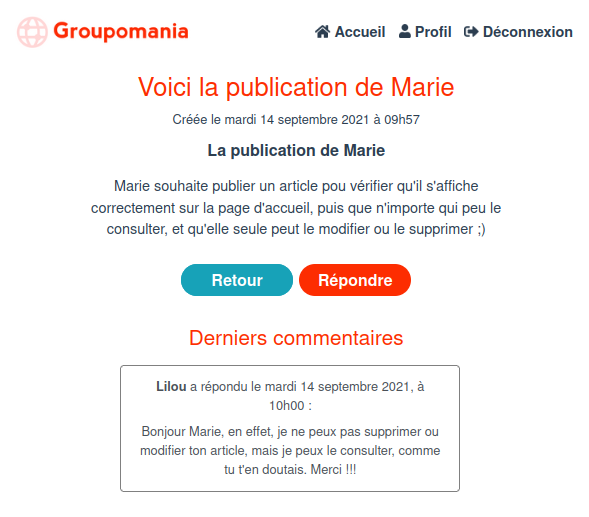 Groupomania
Accueil Profil Déconnexion
Voici la publication de Marie
Créée le mardi 14 septembre 2021 à 09h57
La publication de Marie
Marie souhaite publier un article pou vérifier qu'il s'affiche
correctement sur la page d'accueil, puis que n'importe qui peu le
consulter, et qu'elle seule peut le modifier ou le supprimer ;)
Retour Répondre
Derniers commentaires
Lilou a répondu le mardi 14 septembre 2021, à
10h00 :
Bonjour Marie, en effet, je ne peux pas supprimer ou
modifier ton article, mais je peux le consulter, comme
tu t'en doutais. Merci !!!